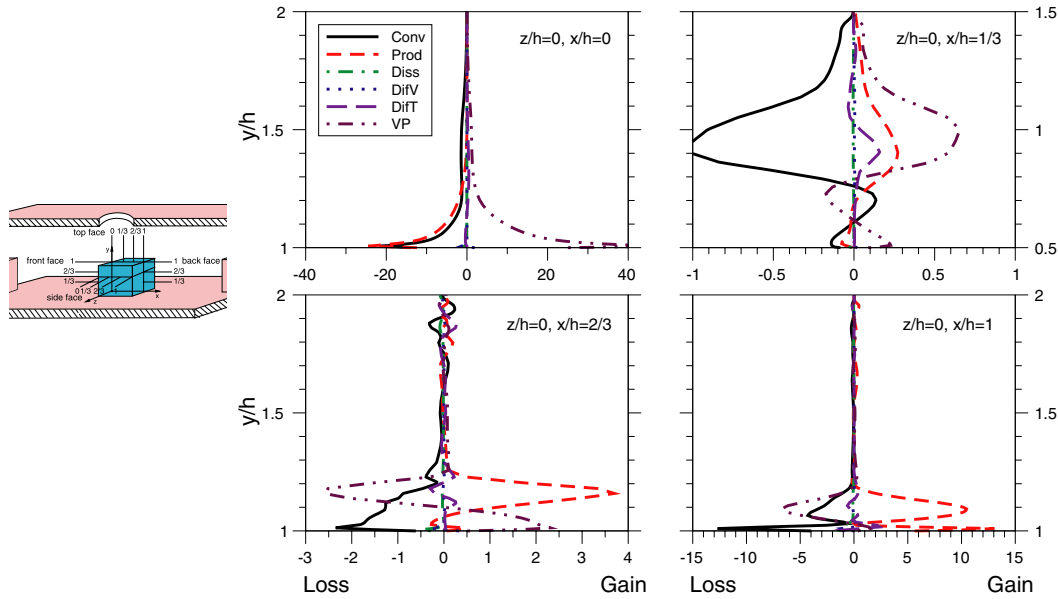 top face
0 1/3 2/3 1
y
front face 1
1 back face
2/3
2/3
1/3
1/3
0 1/3 2/3 1
side face
z
x
Conv
Prod
Diss
DifV
DifT
VP
z/h=0, x/h=0
y/h
2
1.5
1
-40 -20 0 20 40
z/h=0, x/h=1/3
1.5
1
0.5
-1 -0.5 0 0.5 1
z/h=0, x/h=2/3
y/h
2
1.5
1
-3 -2 -1 0 1 2 3 4
Loss Gain
z/h=0, x/h=1
2
1.5
1
-15 -10 -5 0 5 10 15
Loss Gain